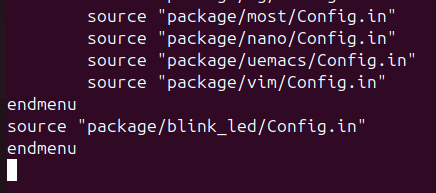 source "package/most/Config.in"
source "package/nano/Config.in"
source "package/uemacs/Config.in"
source "package/vim/Config.in"
endmenu
source "package/blink_led/Config.in"
endmenu